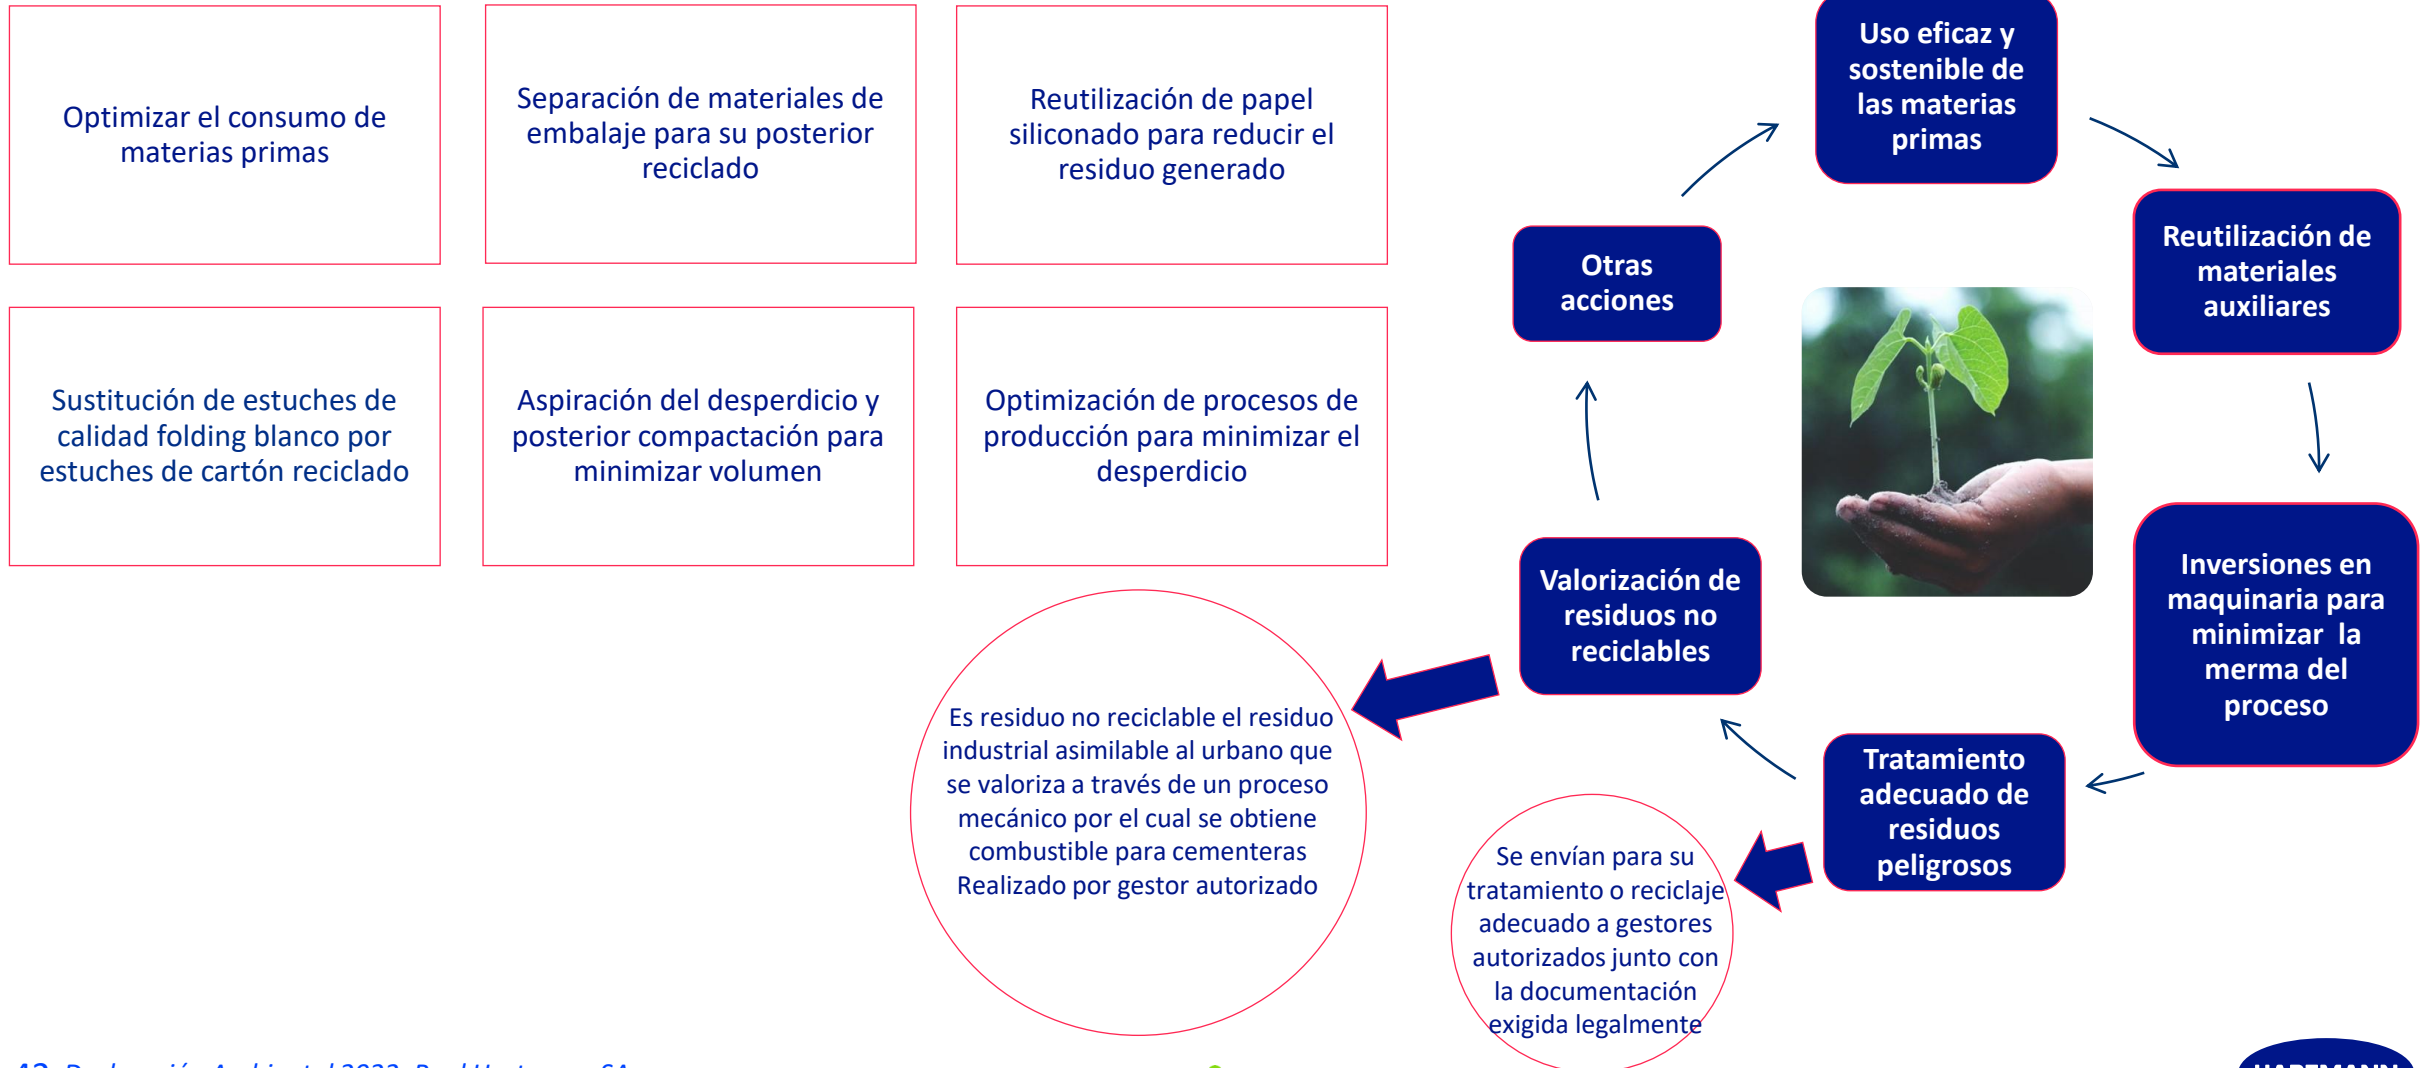 Optimizar el consumo de
materias primas
Separación de materiales de
embalaje para su posterior
reciclado
Reutilización de papel
siliconado para reducir el
residuo generado
Sustitución de estuches de
calidad folding blanco por
estuches de cartón reciclado
Aspiración del desperdicio y
posterior compactación para
minimizar volumen
Optimización de procesos de
producción para minimizar el
desperdicio
Uso eficaz y
sostenible de
las materias
primas
Reutilización de
materiales
auxiliares
Inversiones en
maquinaria para
minimizar la
merma del
proceso
Tratamiento
adecuado de
residuos
peligrosos
Valorización de
residuos no
reciclables
Otras
acciones
Es residuo no reciclable el residuo
industrial asimilable al urbano que
se valoriza a través de un proceso
mecánico por el cual se obtiene
combustible para cementeras
Realizado por gestor autorizado
Se envían para su
tratamiento o reciclaje
adecuado a gestores
autorizados junto con
la documentación
exigida legalmente
HARTMANN